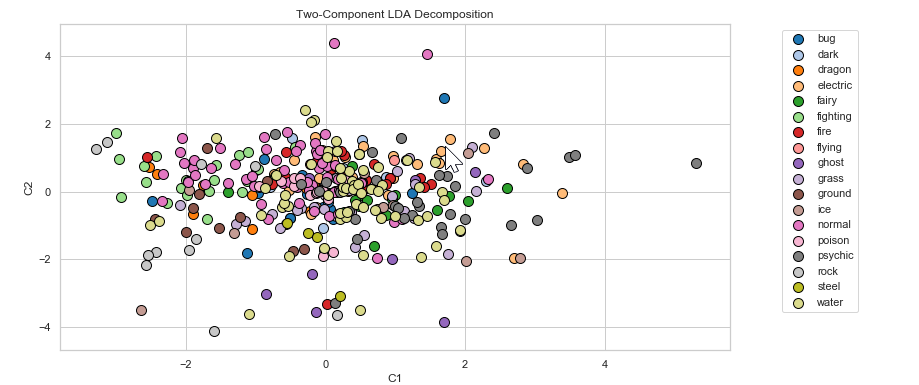 Two-Component LDA Decomposition
4
2
0
−2
−4
C2
−2
0
2
4
C1
bug
dark
dragon
electric
fairy
fighting
fire
flying
ghost
grass
ground
ice
normal
poison
psychic
rock
steel
water